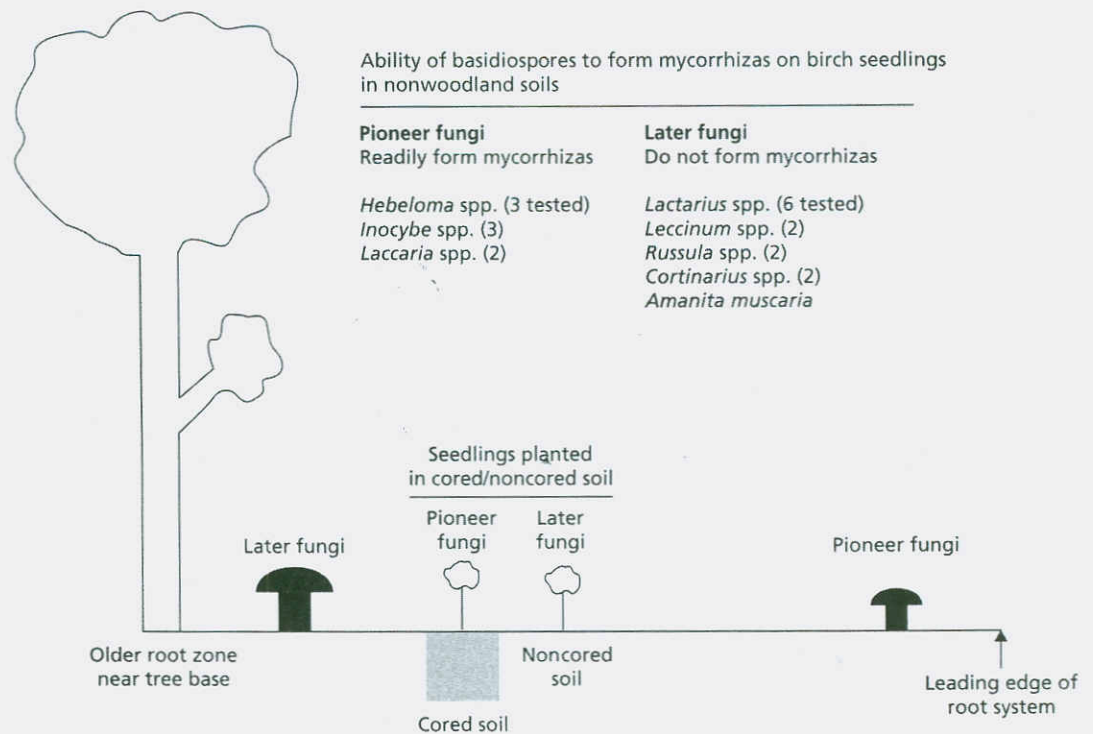 Ability of basidiospores to form mycorrhizas on birch seedlings
in nonwoodland soils
Pioneer fungi
Readily form mycorrhizas
Hebeloma spp. (3 tested)
Inocybe spp. (3)
Laccaria spp. (2)
Later fungi
Do not form mycorrhizas
Lactarius spp. (6 tested)
Leccinum spp. (2)
Russula spp. (2)
Cortinarius spp. (2)
Amanita muscaria
Seedlings planted
in cored/noncored soil
Pioneer
fungi
Later
fungi
Later fungi
Pioneer fungi
Older root zone
near tree base
Cored soil
Noncored
soil
Leading edge of
root system